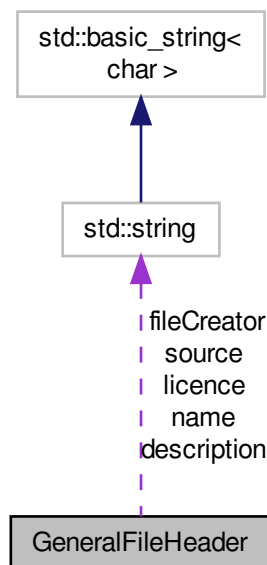 std::basic_string<
char >
std::string
fileCreator
source
licence
name
description
GeneralFileHeader